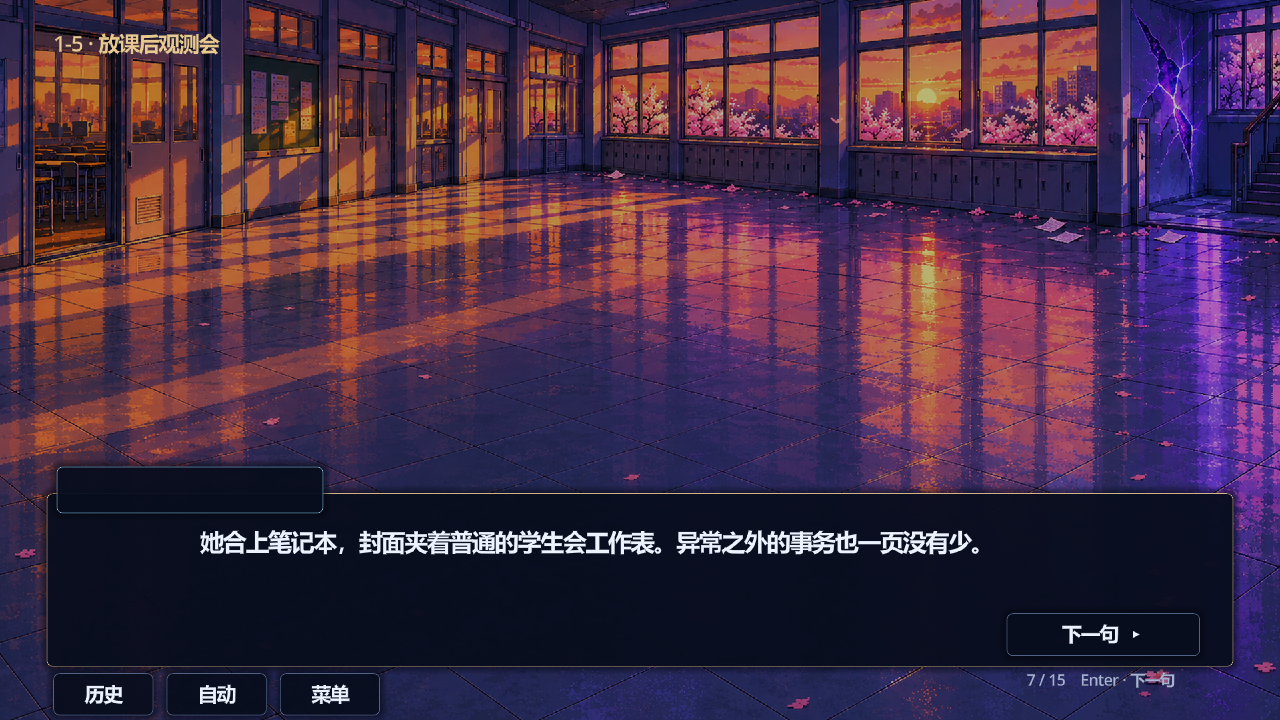 1-5 · 放课后观测会
她合上笔记本，封面夹着普通的学生会工作表。异常之外的事务也一页没有少。
下一句 ▸
7 / 15 Enter · 下一句
历史 自动 菜单